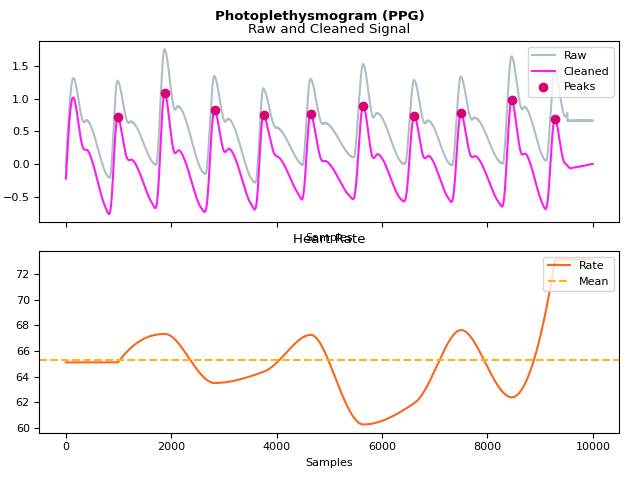 Photoplethysmogram (PPG)
Raw and Cleaned Signal
Raw
Cleaned
Peaks
1.5
1.0
0.5
0.0
−0.5
Samples
Heart Rate
Rate
Mean
72
70
68
66
64
62
60
0
2000
4000
6000
8000
10000
Samples